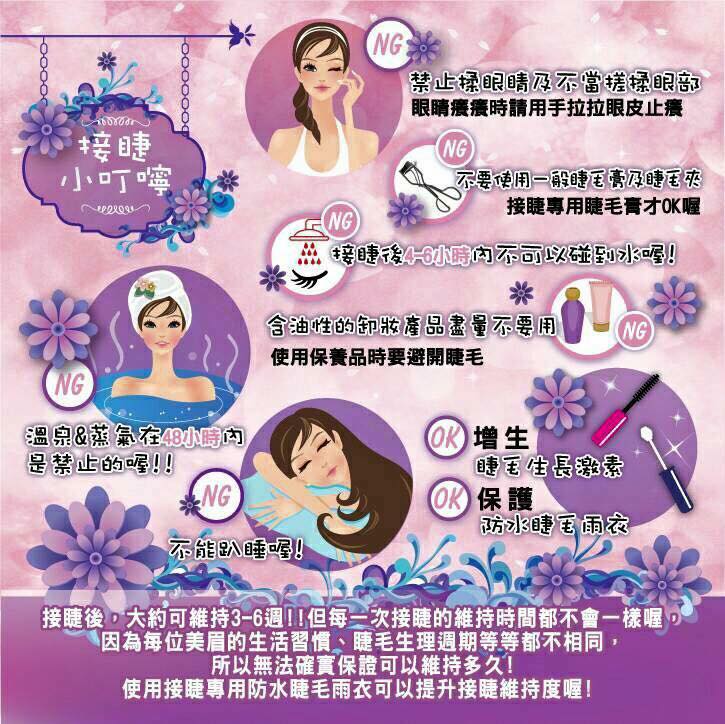 接睫
小叮嚀
NG
禁止揉眼睛及不當搓揉眼部
眼睛癢癢時請用手拉拉眼皮止癢
NG
不要使用一般睫毛膏及睫毛夾
接睫專用睫毛膏才OK喔
NG
接睫後4-6小時內不可以碰到水喔!
含油性的卸妝產品盡量不要用
NG
使用保養品時要避開睫毛
NG
溫泉&蒸氣在48小時內
是禁止的喔!!
NG
不能趴睡喔!
OK 增生
睫毛生長激素
OK 保護
防水睫毛雨衣
接睫後，大約可維持3-6週!!但每一次接睫的維持時間都不會一樣喔，
因為每位美眉的生活習慣、睫毛生理週期等等都不相同，
所以無法確實保證可以維持多久!
使用接睫專用防水睫毛雨衣可以提升接睫維持度喔!